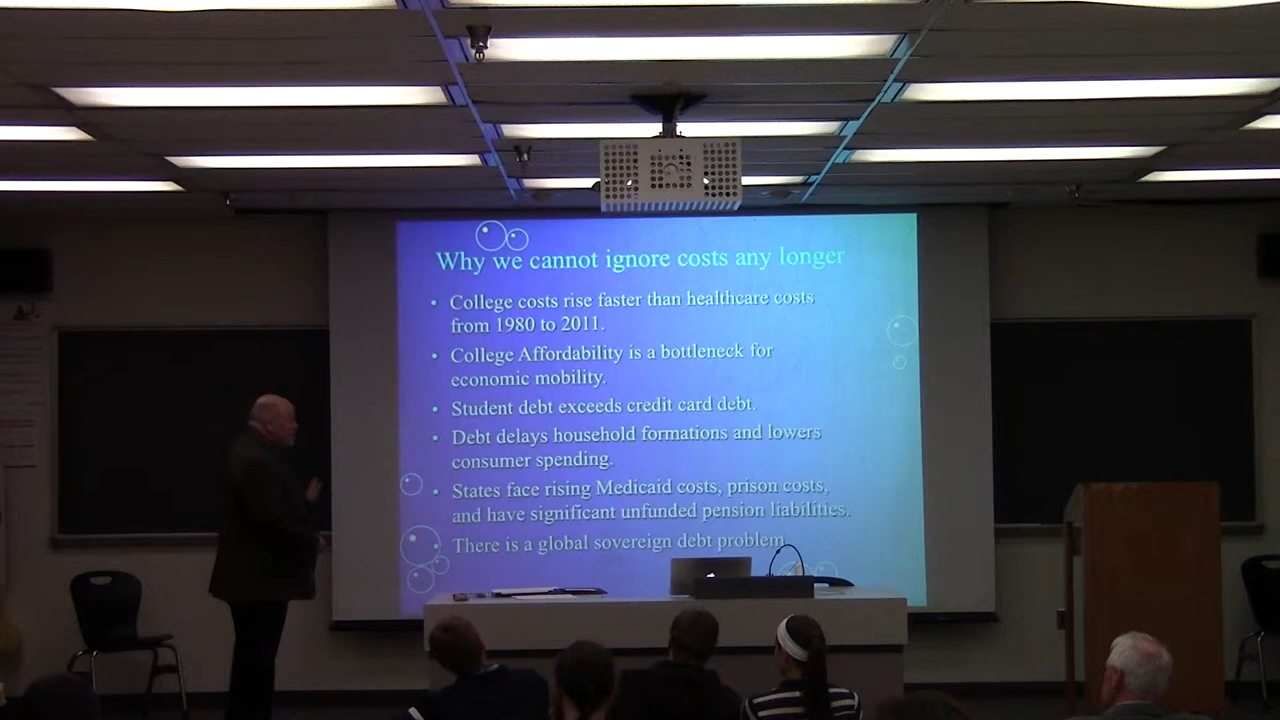 Why we cannot ignore costs any longer
• College costs rise faster than healthcare costs
from 1980 to 2011.
• College Affordability is a bottleneck for
economic mobility.
• Student debt exceeds credit card debt.
• Debt delays household formations and lowers
consumer spending.
• States face rising Medicaid costs, prison costs,
and have significant unfunded pension liabilities.
There is a global sovereign debt problem